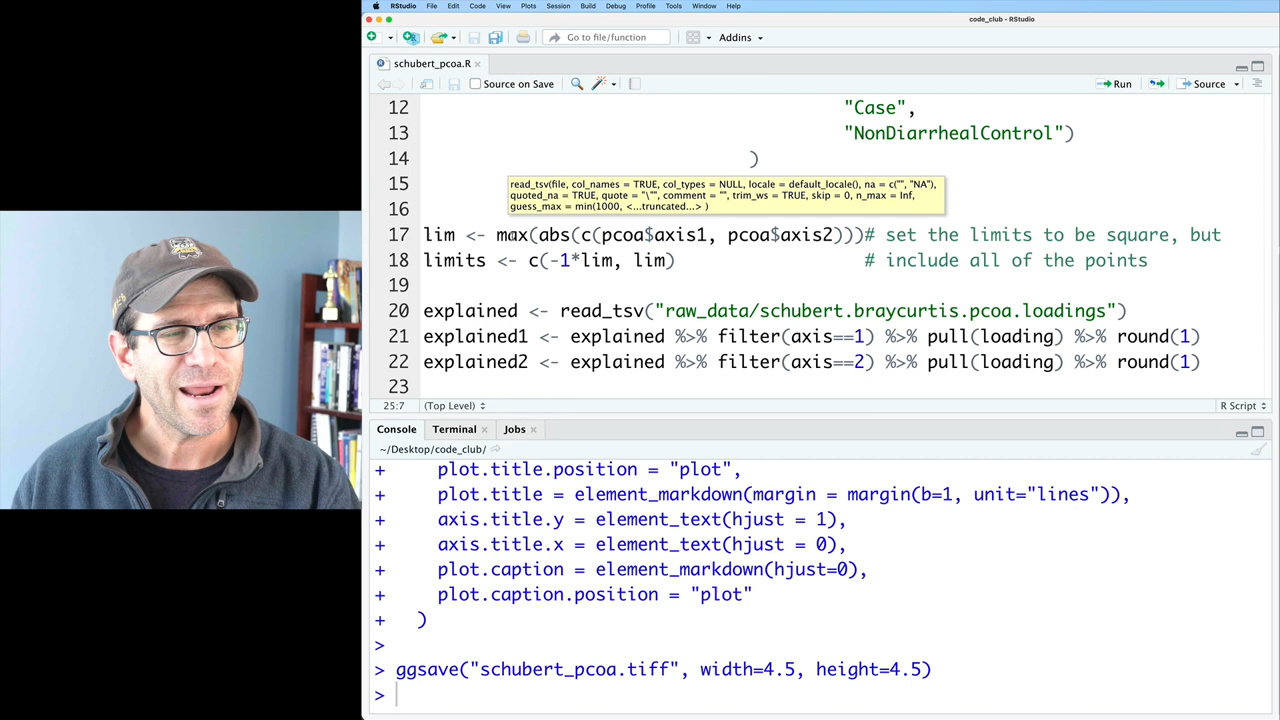 RStudio File Edit Code View Plots Session Build Debug Profile Tools Window Help
code_club - RStudio
Go to file/function Addins
schubert_pcoa.R
Source on Save Run Source
12 "Case",
13 "NonDiarrhealControl")
14 )
15
read_tsv(file, col_names = TRUE, col_types = NULL, locale = default_locale(), na = c("", "NA"),
quoted_na = TRUE, quote = "\"", comment = "", trim_ws = TRUE, skip = 0, n_max = Inf,
guess_max = min(1000, <...truncated...> )
16
17 lim <- max(abs(c(pcoa$axis1, pcoa$axis2)))# set the limits to be square, but
18 limits <- c(-1*lim, lim) # include all of the points
19
20 explained <- read_tsv("raw_data/schubert.braycurtis.pcoa.loadings")
21 explained1 <- explained %>% filter(axis==1) %>% pull(loading) %>% round(1)
22 explained2 <- explained %>% filter(axis==2) %>% pull(loading) %>% round(1)
23
25:7 (Top Level) R Script
Console Terminal Jobs
~/Desktop/code_club/
+ plot.title.position = "plot",
+ plot.title = element_markdown(margin = margin(b=1, unit="lines")),
+ axis.title.y = element_text(hjust = 1),
+ axis.title.x = element_text(hjust = 0),
+ plot.caption = element_markdown(hjust=0),
+ plot.caption.position = "plot"
+ )
>
> ggsave("schubert_pcoa.tiff", width=4.5, height=4.5)
>